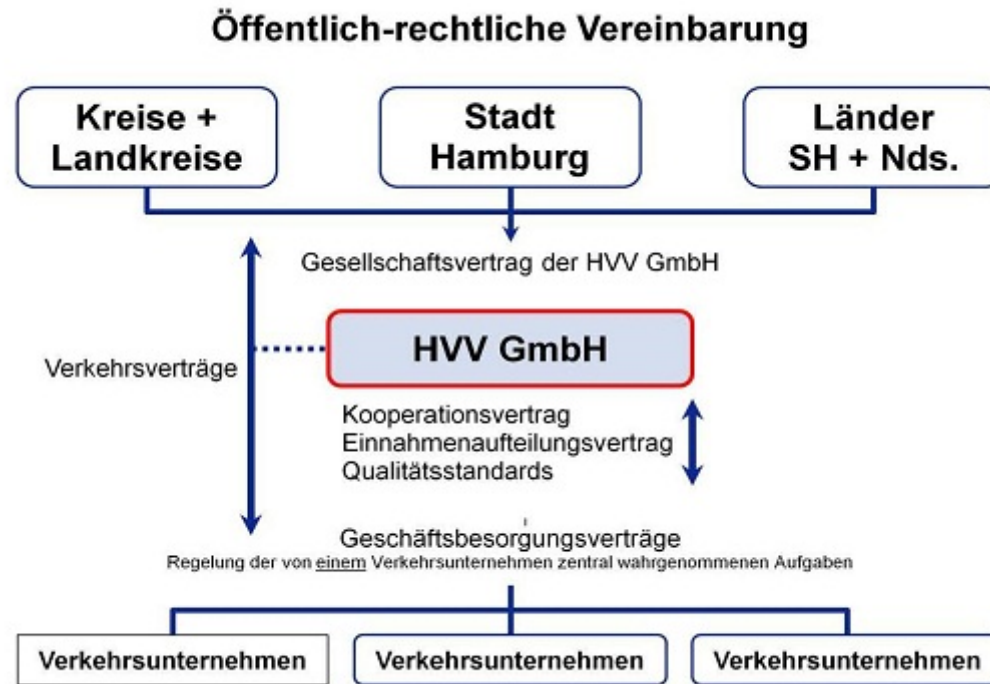 Öffentlich-rechtliche Vereinbarung
Kreise +
Landkreise
Stadt
Hamburg
Länder
SH + Nds.
Gesellschaftsvertrag der HVV GmbH
HVV GmbH
Verkehrsverträge
Kooperationsvertrag
Einnahmenaufteilungsvertrag
Qualitätsstandards
Geschäftsbesorgungsverträge
Regelung der von einem Verkehrsunternehmen zentral wahrgenommenen Aufgaben
Verkehrsunternehmen
Verkehrsunternehmen
Verkehrsunternehmen